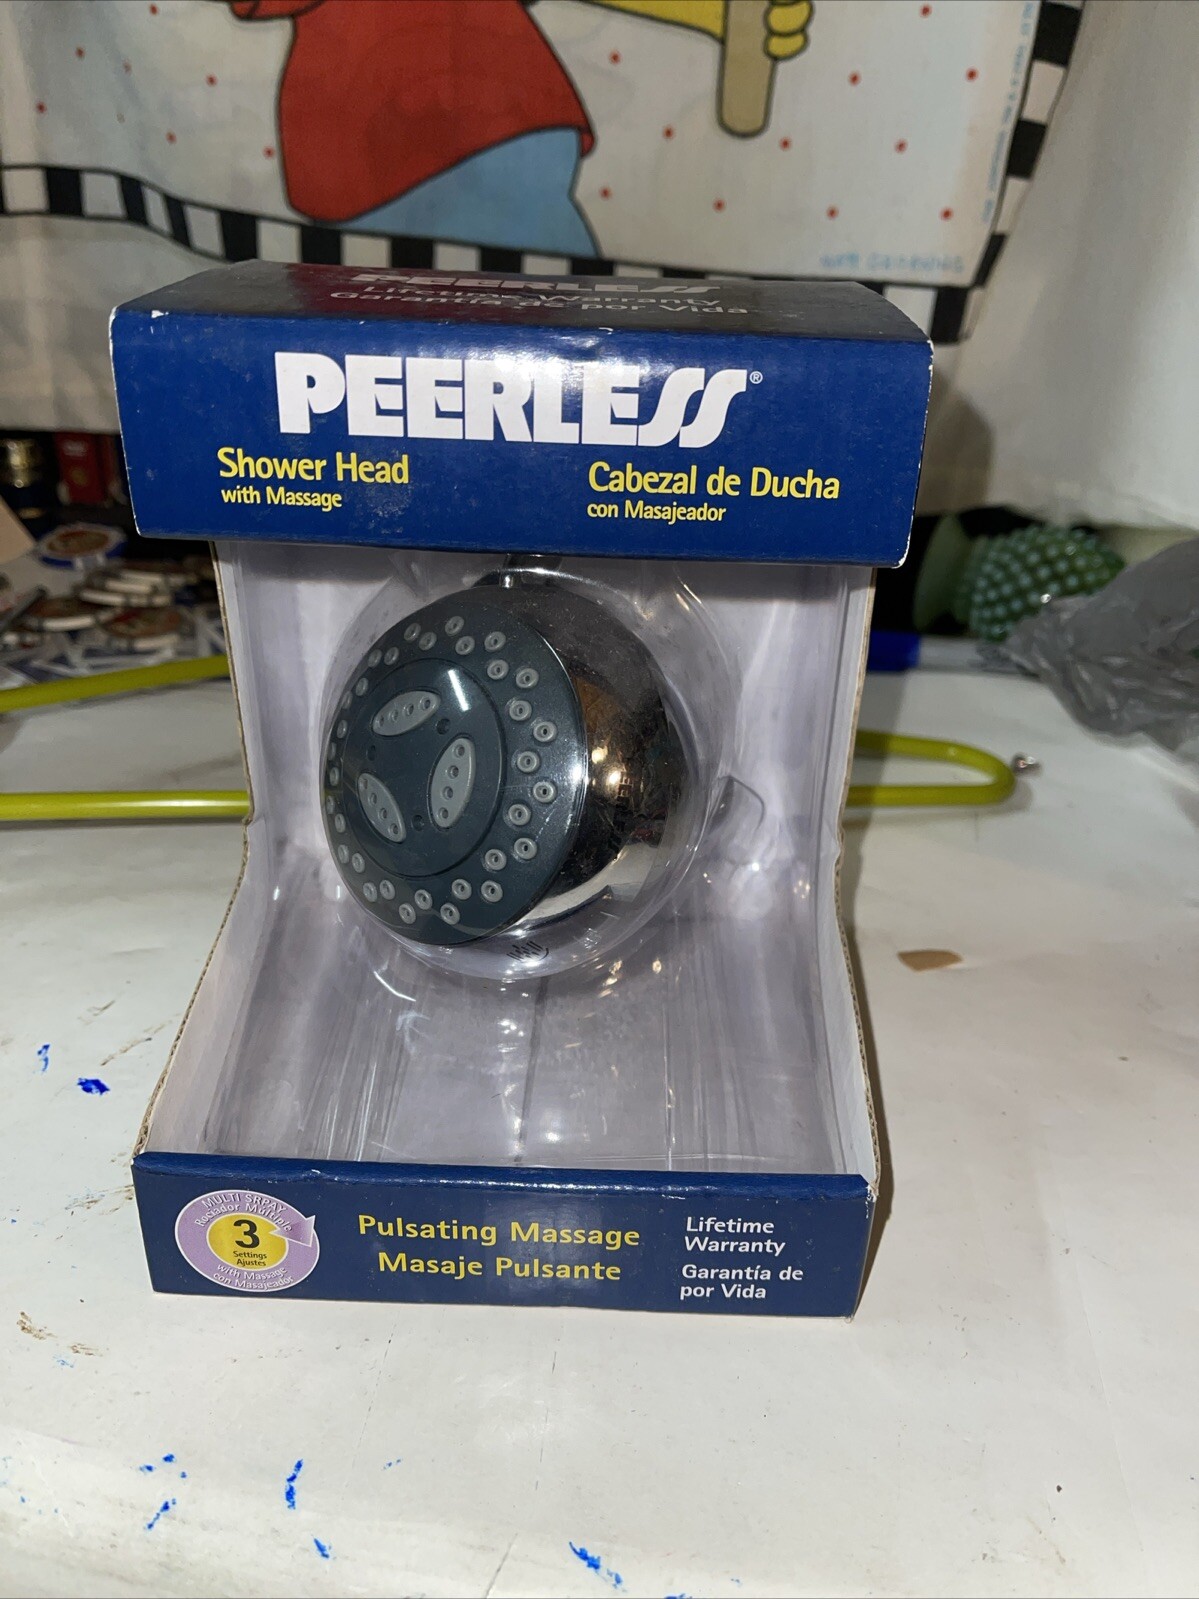 PEERLESS
Lifetime Warranty
Garantía de por Vida
PEERLESS®
Shower Head
with Massage
Cabezal de Ducha
con Masajeador
MULTI SRPAY
Rociador Múltiple
3
Settings
Ajustes
with Massage
con Masajeador
Pulsating Massage
Masaje Pulsante
Lifetime
Warranty
Garantía de
por Vida